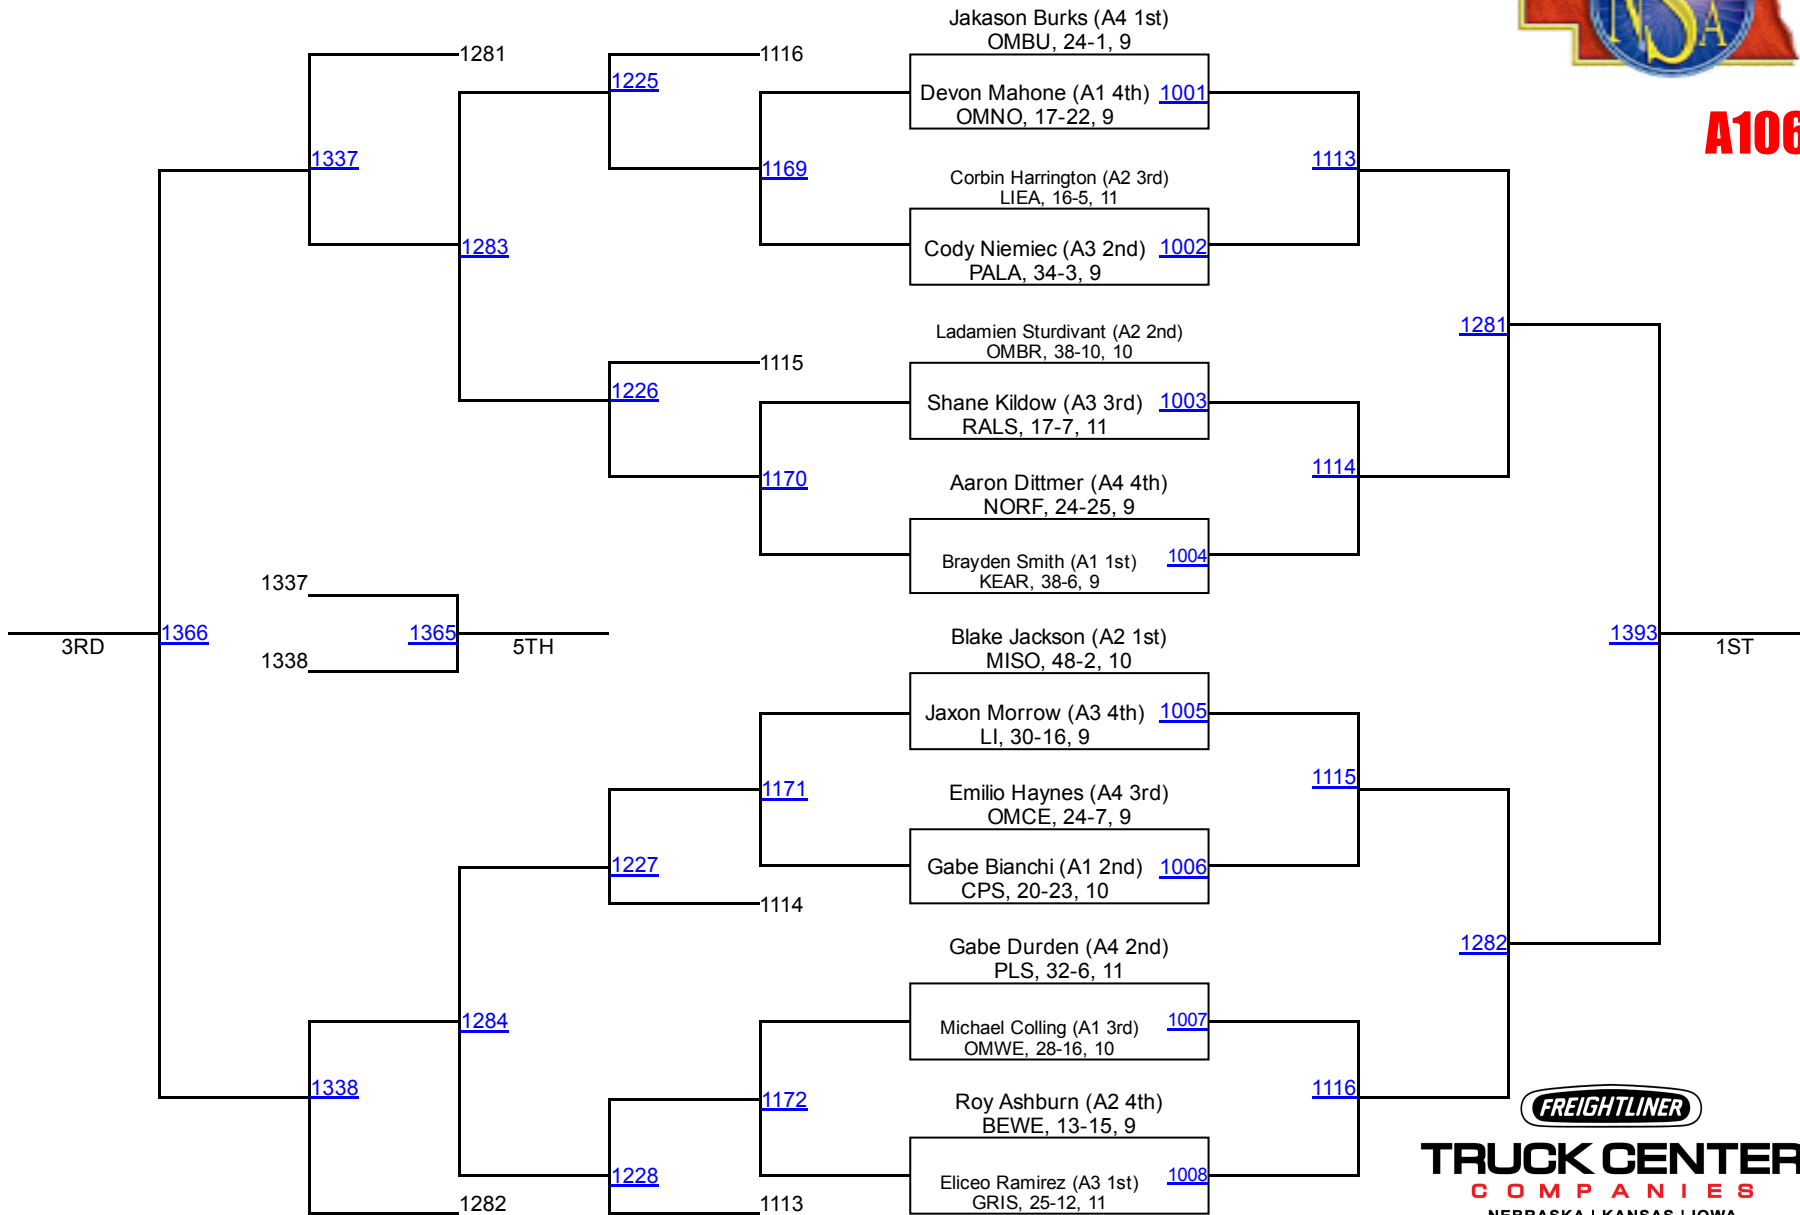 NSA
A106
Jakason Burks (A4 1st)
OMBU, 24-1, 9
Devon Mahone (A1 4th) 1001
OMNO, 17-22, 9
Corbin Harrington (A2 3rd)
LIEA, 16-5, 11
Cody Niemiec (A3 2nd) 1002
PALA, 34-3, 9
Ladamien Sturdivant (A2 2nd)
OMBR, 38-10, 10
Shane Kildow (A3 3rd) 1003
RALS, 17-7, 11
Aaron Dittmer (A4 4th)
NORF, 24-25, 9
Brayden Smith (A1 1st) 1004
KEAR, 38-6, 9
Blake Jackson (A2 1st)
MISO, 48-2, 10
Jaxon Morrow (A3 4th) 1005
LI, 30-16, 9
Emilio Haynes (A4 3rd)
OMCE, 24-7, 9
Gabe Bianchi (A1 2nd) 1006
CPS, 20-23, 10
Gabe Durden (A4 2nd)
PLS, 32-6, 11
Michael Colling (A1 3rd) 1007
OMWE, 28-16, 10
Roy Ashburn (A2 4th)
BEWE, 13-15, 9
Eliceo Ramirez (A3 1st) 1008
GRIS, 25-12, 11
1113
1114
1115
1116
1281
1282
1393
1ST
1116
1169
1115
1170
1171
1114
1172
1113
1225
1226
1227
1228
1281
1283
1284
1282
1337
1338
1366
3RD
1337
1338
1365
5TH
FREIGHTLINER
TRUCK CENTER
COMPANIES
NEBRASKA | KANSAS | IOWA